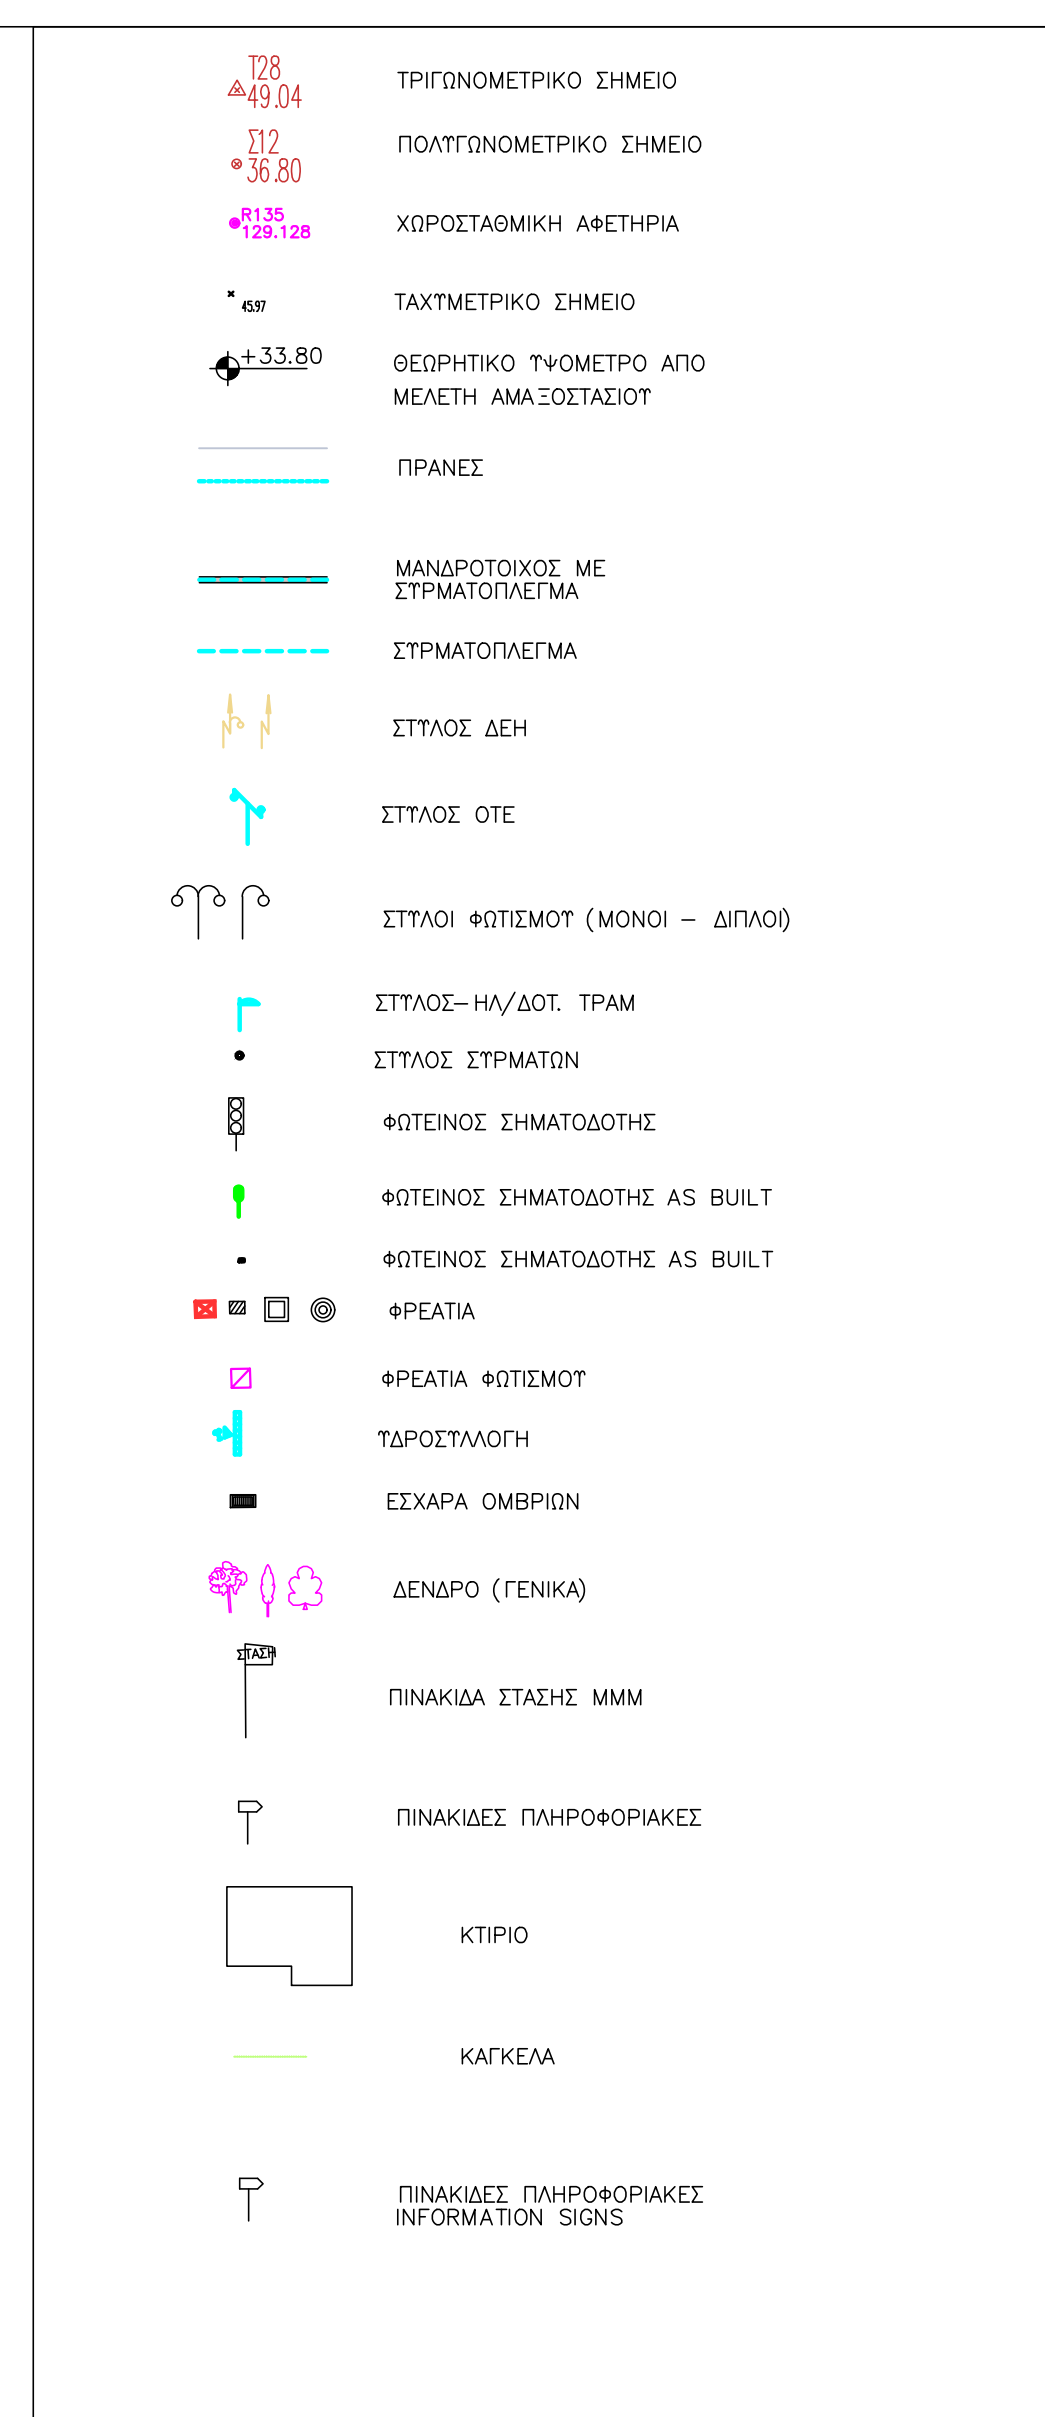 T28
49.04
ΤΡΙΓΩΝΟΜΕΤΡΙΚΟ ΣΗΜΕΙΟ
Σ12
36.80
ΠΟΛΥΓΩΝΟΜΕΤΡΙΚΟ ΣΗΜΕΙΟ
R135
129.128
ΧΩΡΟΣΤΑΘΜΙΚΗ ΑΦΕΤΗΡΙΑ
45.97
ΤΑΧΥΜΕΤΡΙΚΟ ΣΗΜΕΙΟ
+33.80
ΘΕΩΡΗΤΙΚΟ ΥΨΟΜΕΤΡΟ ΑΠΟ
ΜΕΛΕΤΗ ΑΜΑΞΟΣΤΑΣΙΟΥ
ΠΡΑΝΕΣ
ΜΑΝΔΡΟΤΟΙΧΟΣ ΜΕ
ΣΥΡΜΑΤΟΠΛΕΓΜΑ
ΣΥΡΜΑΤΟΠΛΕΓΜΑ
ΣΤΥΛΟΣ ΔΕΗ
ΣΤΥΛΟΣ ΟΤΕ
ΣΤΥΛΟΙ ΦΩΤΙΣΜΟΥ (ΜΟΝΟΙ – ΔΙΠΛΟΙ)
ΣΤΥΛΟΣ–ΗΛ/ΔΟΤ. ΤΡΑΜ
ΣΤΥΛΟΣ ΣΥΡΜΑΤΩΝ
ΦΩΤΕΙΝΟΣ ΣΗΜΑΤΟΔΟΤΗΣ
ΦΩΤΕΙΝΟΣ ΣΗΜΑΤΟΔΟΤΗΣ AS BUILT
ΦΩΤΕΙΝΟΣ ΣΗΜΑΤΟΔΟΤΗΣ AS BUILT
ΦΡΕΑΤΙΑ
ΦΡΕΑΤΙΑ ΦΩΤΙΣΜΟΥ
ΥΔΡΟΣΥΛΛΟΓΗ
ΕΣΧΑΡΑ ΟΜΒΡΙΩΝ
ΔΕΝΔΡΟ (ΓΕΝΙΚΑ)
ΣΤΑΣΗ
ΠΙΝΑΚΙΔΑ ΣΤΑΣΗΣ ΜΜΜ
ΠΙΝΑΚΙΔΕΣ ΠΛΗΡΟΦΟΡΙΑΚΕΣ
ΚΤΙΡΙΟ
ΚΑΓΚΕΛΑ
ΠΙΝΑΚΙΔΕΣ ΠΛΗΡΟΦΟΡΙΑΚΕΣ
INFORMATION SIGNS